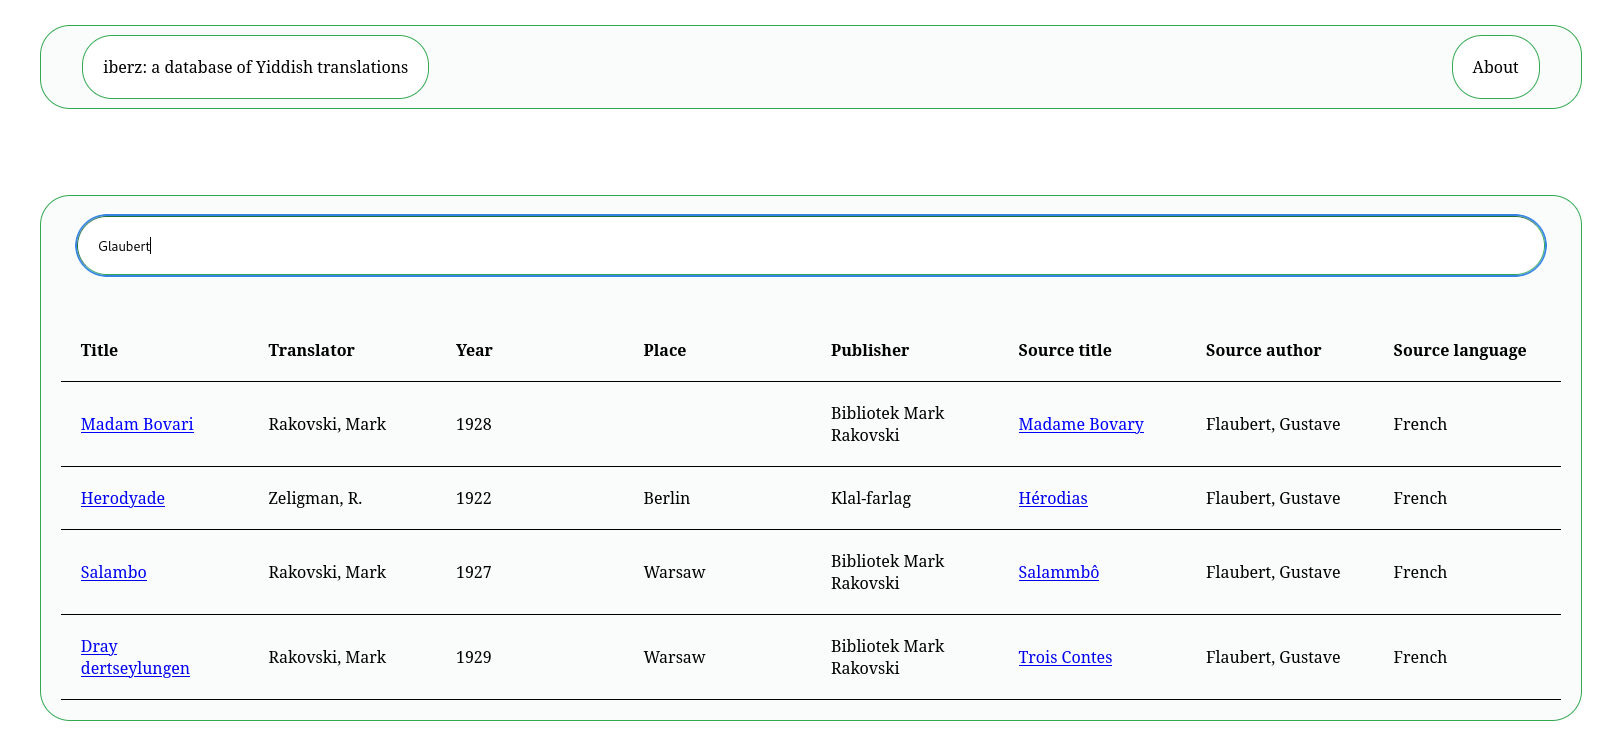 iberz: a database of Yiddish translations
About
Glaubert
Title Translator Year Place Publisher Source title Source author Source language
Madam Bovari Rakovski, Mark 1928 Bibliotek Mark Rakovski Madame Bovary Flaubert, Gustave French
Herodyade Zeligman, R. 1922 Berlin Klal-farlag Hérodias Flaubert, Gustave French
Salambo Rakovski, Mark 1927 Warsaw Bibliotek Mark Rakovski Salammbô Flaubert, Gustave French
Dray dertseylungen Rakovski, Mark 1929 Warsaw Bibliotek Mark Rakovski Trois Contes Flaubert, Gustave French